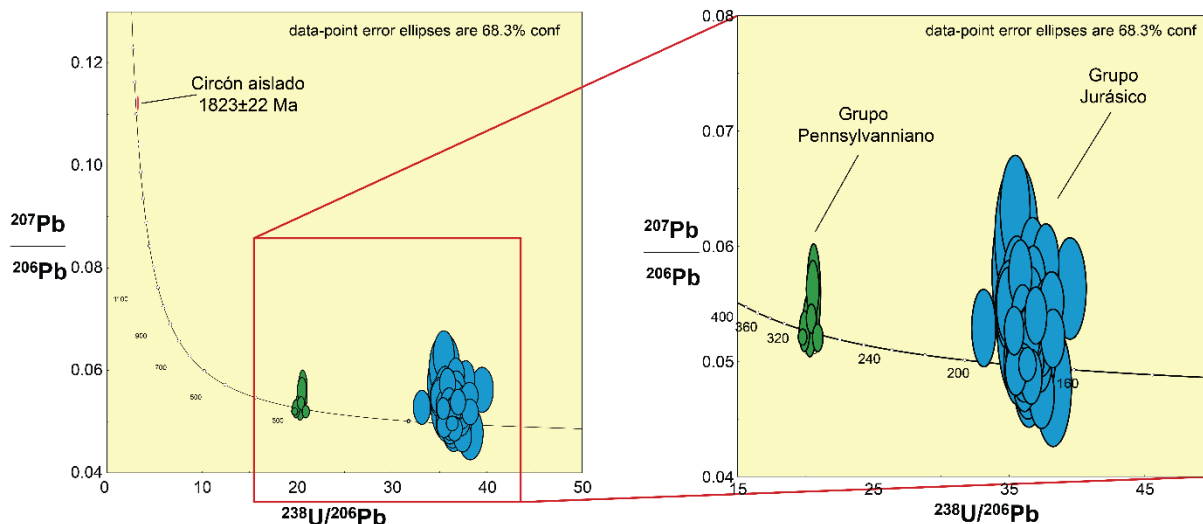 data-point error ellipses are 68.3% conf
0.12
Circón aislado
1823±22 Ma
0.10
207Pb
206Pb
0.08
0.06
0.04
1100
900
700
500
300
0
10
20
30
40
50
238U/206Pb
0.08
data-point error ellipses are 68.3% conf
Grupo
Jurásico
Grupo
Pennsylvanniano
0.07
207Pb
206Pb
0.06
0.05
0.04
400
360
320
240
200
160
15
25
35
45
238U/206Pb